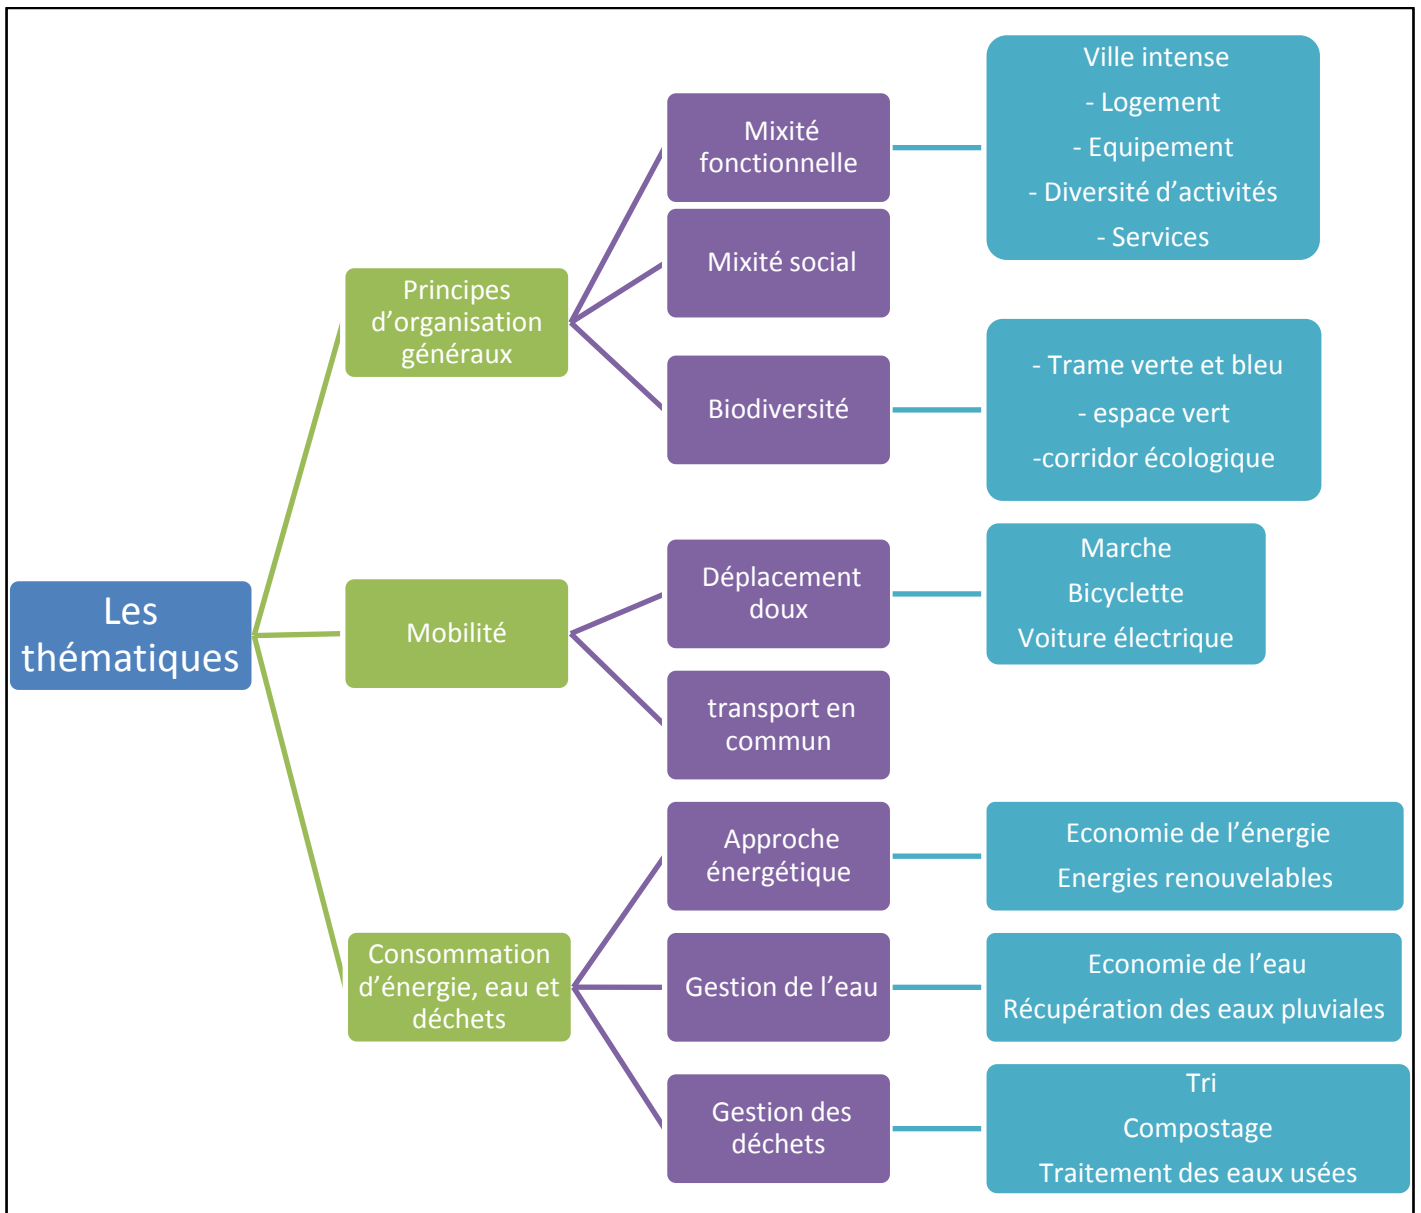 Les
thématiques
Principes
d’organisation
généraux
Mixité
fonctionnelle
Ville intense
- Logement
- Equipement
- Diversité d’activités
- Services
Mixité social
Biodiversité
- Trame verte et bleu
- espace vert
-corridor écologique
Mobilité
Déplacement
doux
Marche
Bicyclette
Voiture électrique
transport en
commun
Consommation
d’énergie, eau et
déchets
Approche
énergétique
Economie de l’énergie
Energies renouvelables
Gestion de l’eau
Economie de l’eau
Récupération des eaux pluviales
Gestion des
déchets
Tri
Compostage
Traitement des eaux usées